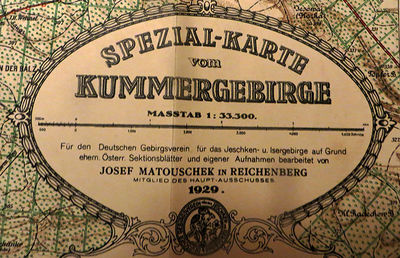 SPEZIAL-KARTE
vom
KUMMERGEBIRGE
MASSTAB 1:33.300.
Für den Deutschen Gebirgsverein für das Jeschken- u. Isergebirge auf Grund
ehem. Österr. Sektionsblätter und eigener Aufnahmen bearbeitet von
JOSEF MATOUSCHEK IN REICHENBERG
MITGLIED DES HAUPT-AUSSCHUSSES
1929.